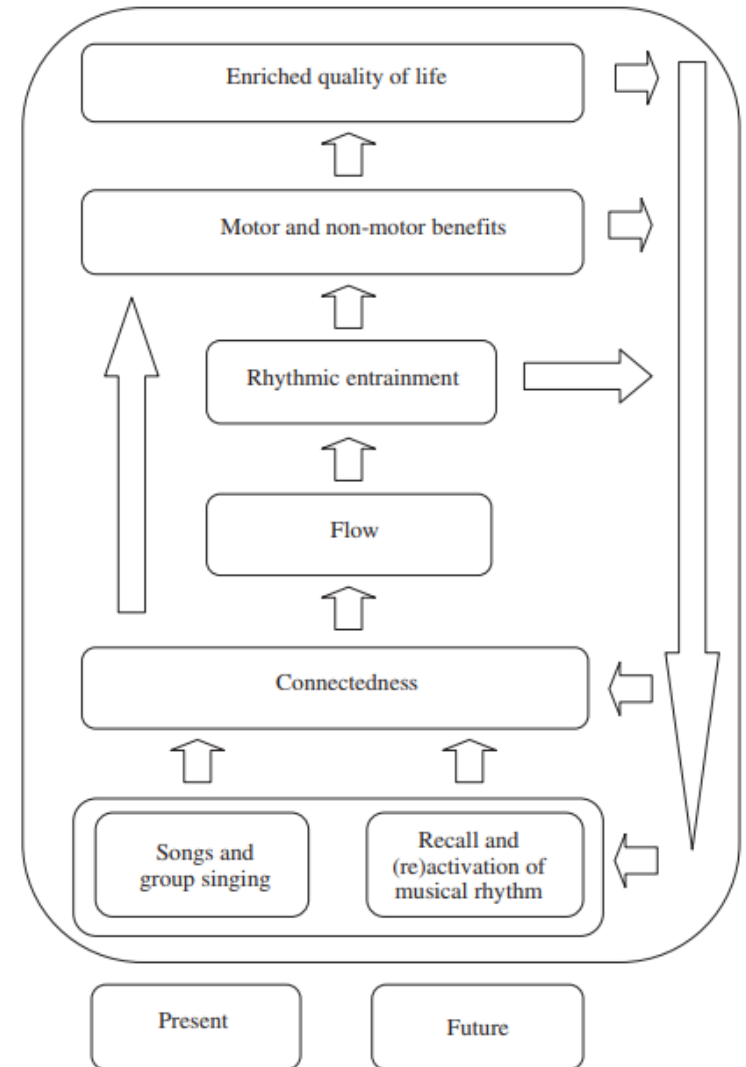 Enriched quality of life
Motor and non-motor benefits
Rhythmic entrainment
Flow
Connectedness
Songs and
group singing
Recall and
(re)activation of
musical rhythm
Present
Future